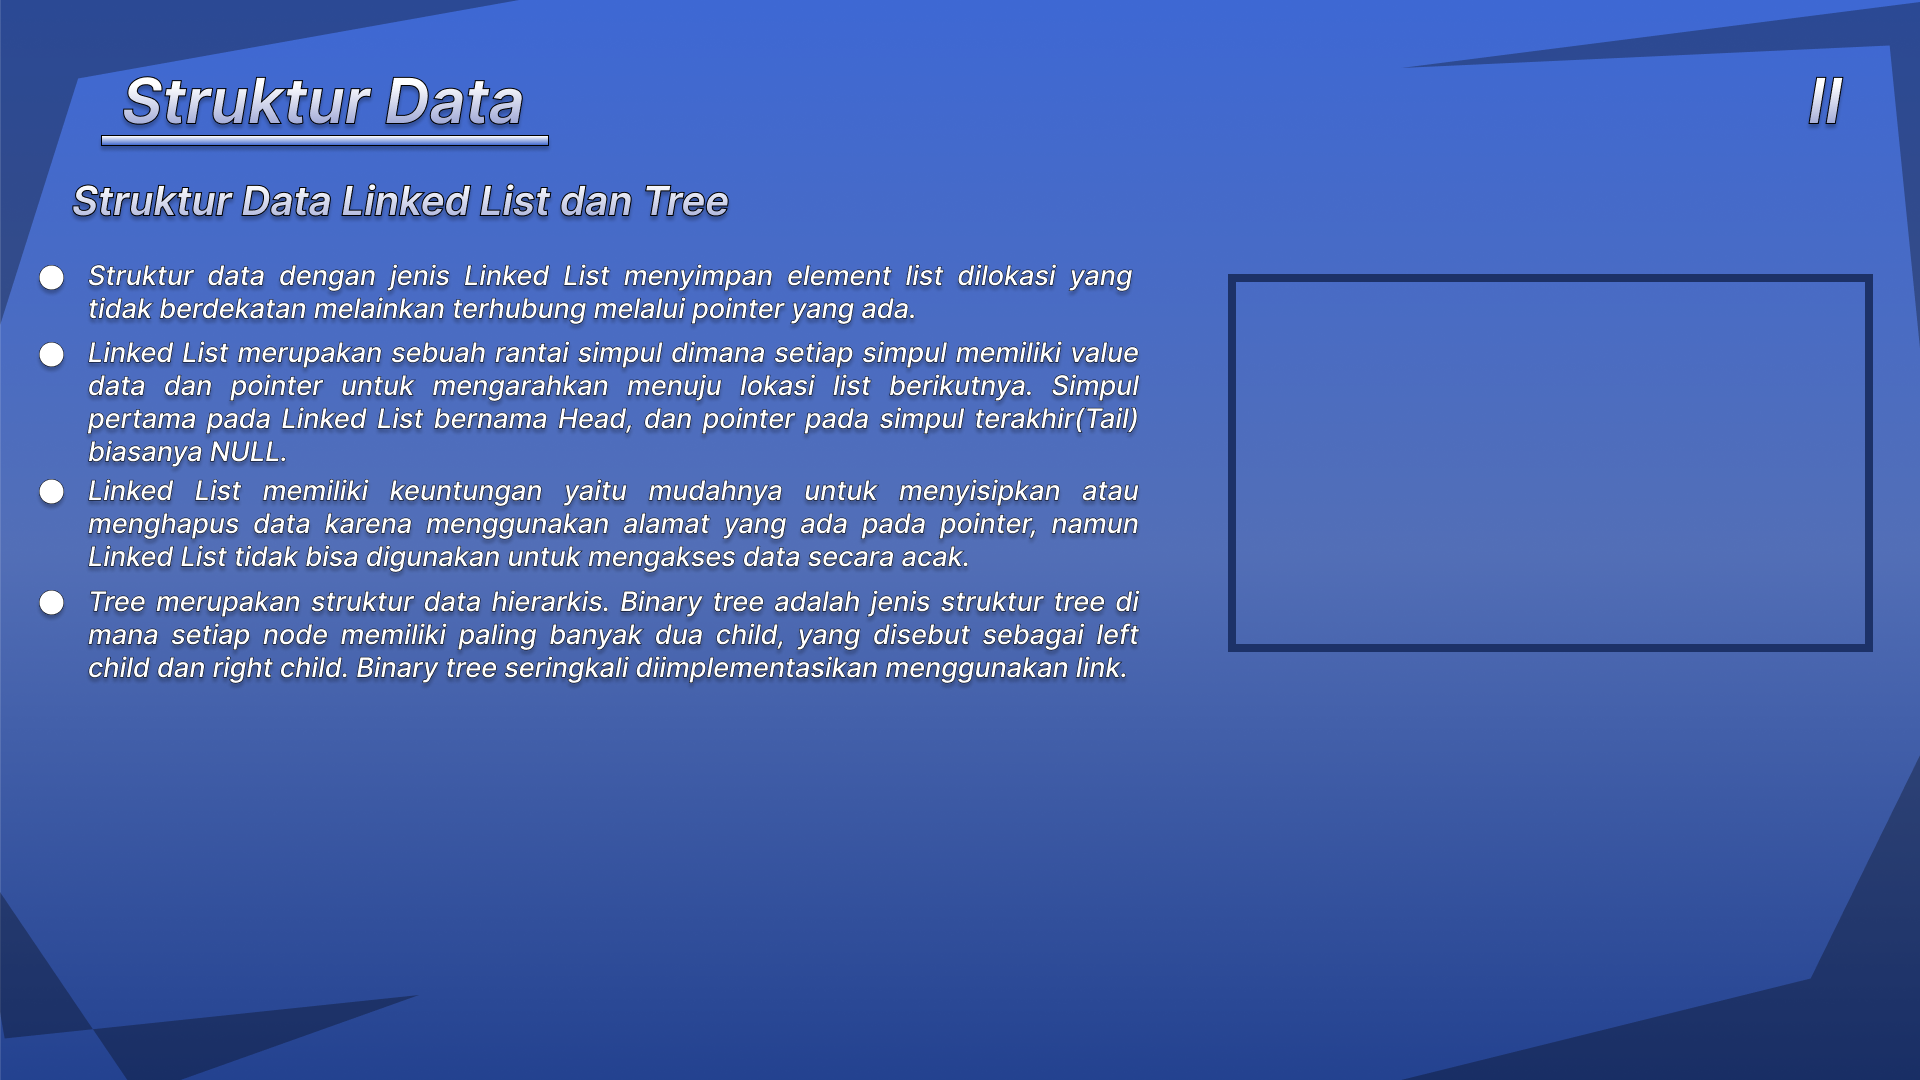 Struktur Data
II
Struktur Data Linked List dan Tree
Struktur data dengan jenis Linked List menyimpan element list dilokasi yang
tidak berdekatan melainkan terhubung melalui pointer yang ada.
Linked List merupakan sebuah rantai simpul dimana setiap simpul memiliki value
data dan pointer untuk mengarahkan menuju lokasi list berikutnya. Simpul
pertama pada Linked List bernama Head, dan pointer pada simpul terakhir(Tail)
biasanya NULL.
Linked List memiliki keuntungan yaitu mudahnya untuk menyisipkan atau
menghapus data karena menggunakan alamat yang ada pada pointer, namun
Linked List tidak bisa digunakan untuk mengakses data secara acak.
Tree merupakan struktur data hierarkis. Binary tree adalah jenis struktur tree di
mana setiap node memiliki paling banyak dua child, yang disebut sebagai left
child dan right child. Binary tree seringkali diimplementasikan menggunakan link.